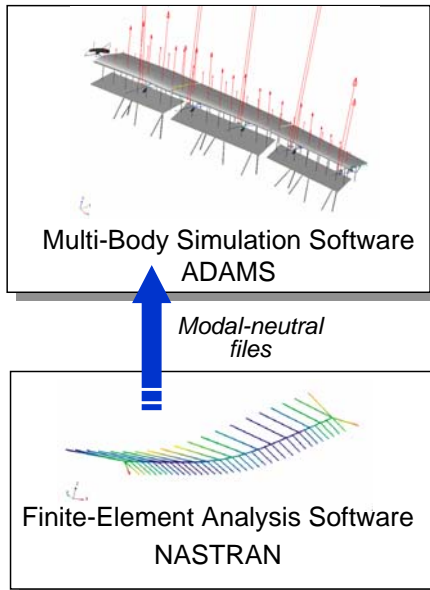 Multi-Body Simulation Software
ADAMS
Modal-neutral
files
Finite-Element Analysis Software
NASTRAN